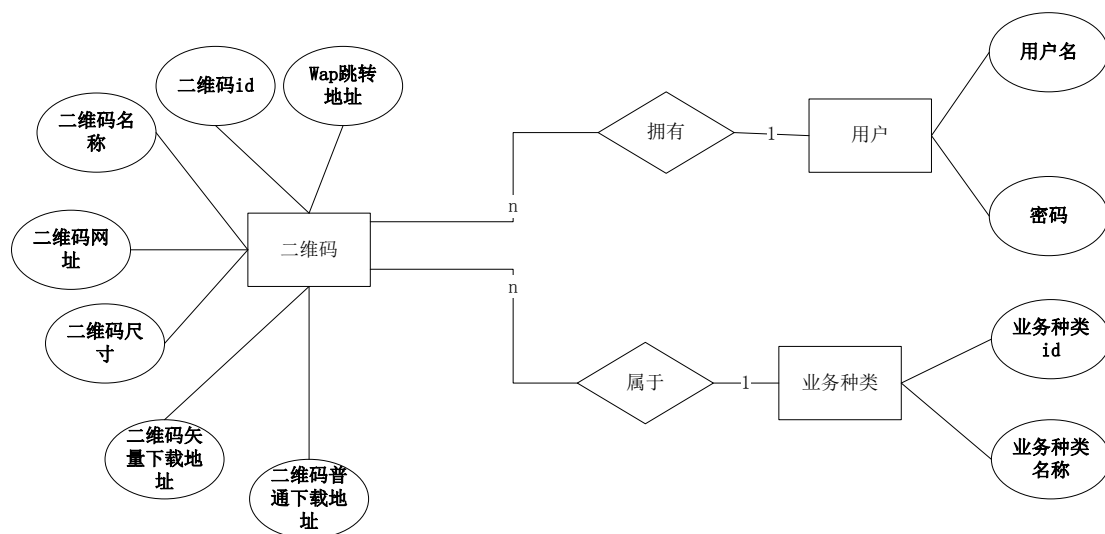 二维码id
Wap跳转
地址
二维码名
称
二维码网
址
二维码尺
寸
二维码矢
量下载地
址
二维码普
通下载地
址
二维码
n
n
拥有
1
用户
用户名
密码
属于
1
业务种类
业务种类
id
业务种类
名称